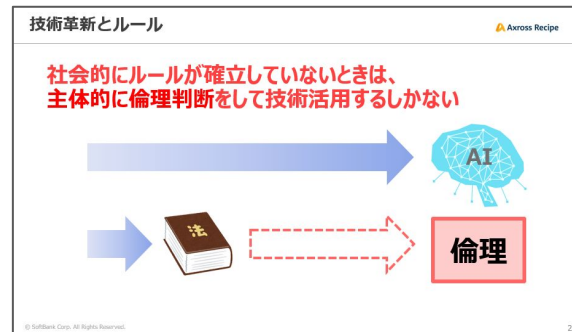 技術革新とルール
Axross Recipe
社会的にルールが確立していないときは、
主体的に倫理判断をして技術活用するしかない
AI
法
倫理
© SoftBank Corp. All Rights Reserved.
2